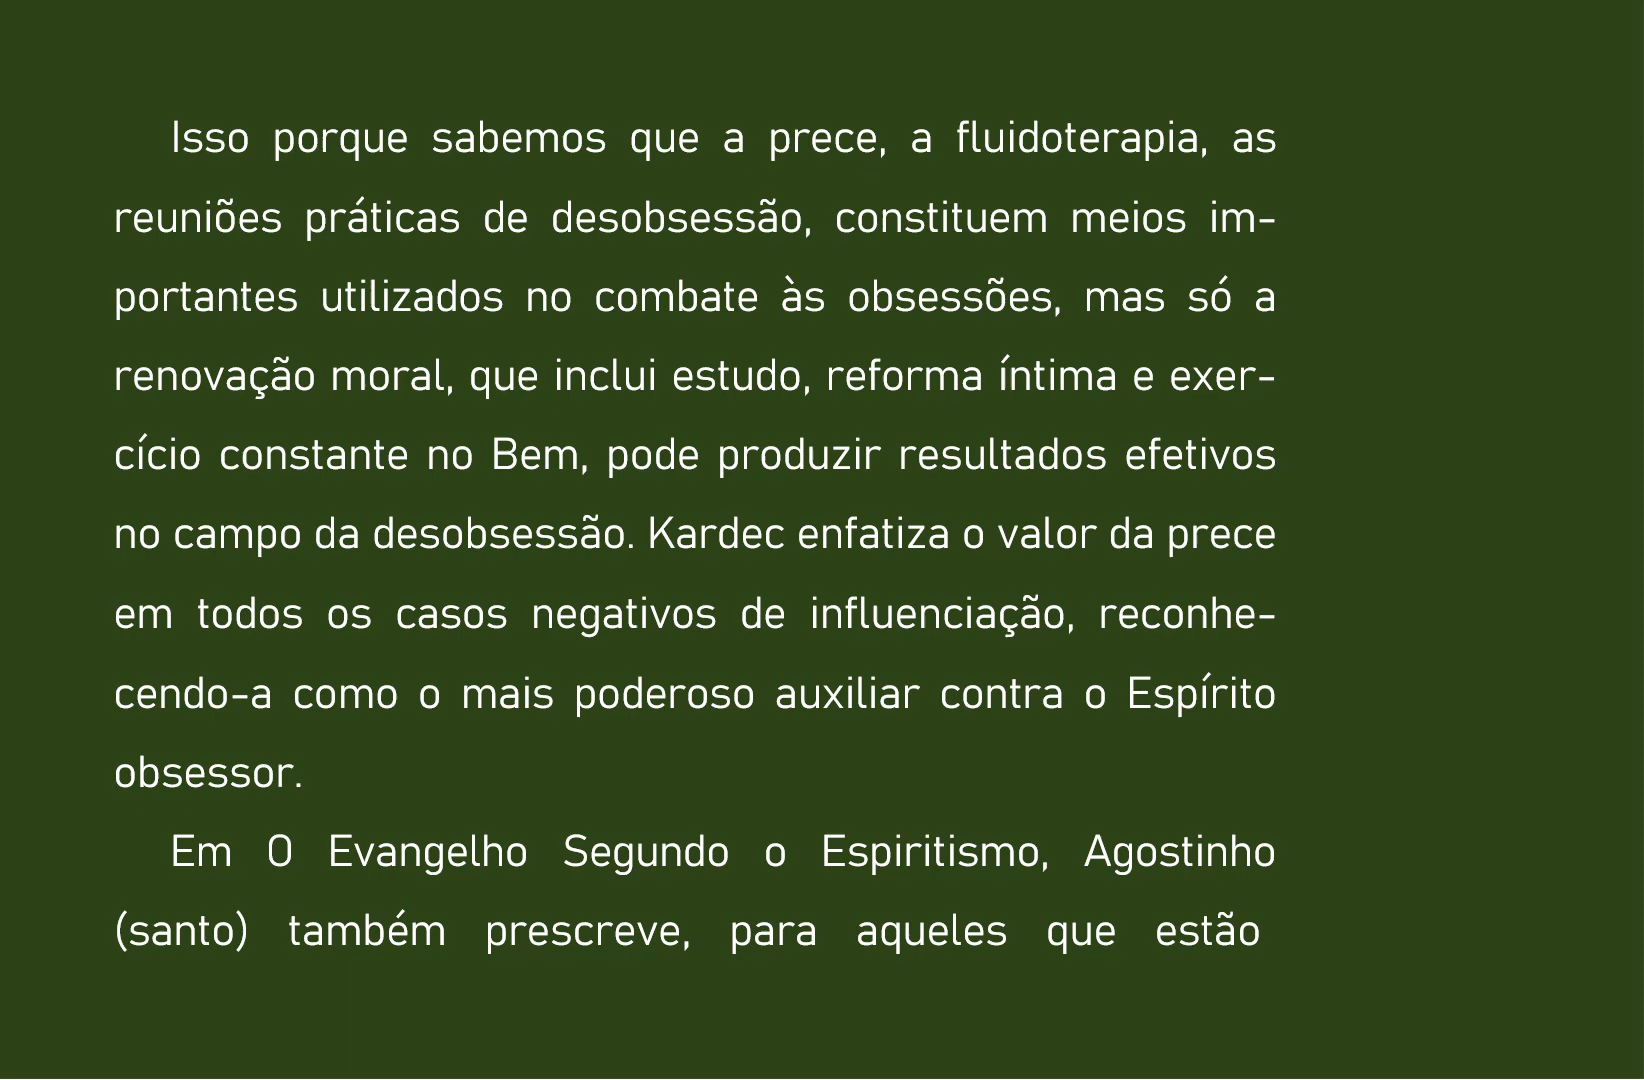 Isso porque sabemos que a prece, a fluidoterapia, as
reuniões práticas de desobsessão, constituem meios im-
portantes utilizados no combate às obsessões, mas só a
renovação moral, que inclui estudo, reforma íntima e exer-
cício constante no Bem, pode produzir resultados efetivos
no campo da desobsessão. Kardec enfatiza o valor da prece
em todos os casos negativos de influenciação, reconhe-
cendo-a como o mais poderoso auxiliar contra o Espírito
obsessor.
Em O Evangelho Segundo o Espiritismo, Agostinho
(santo) também prescreve, para aqueles que estão